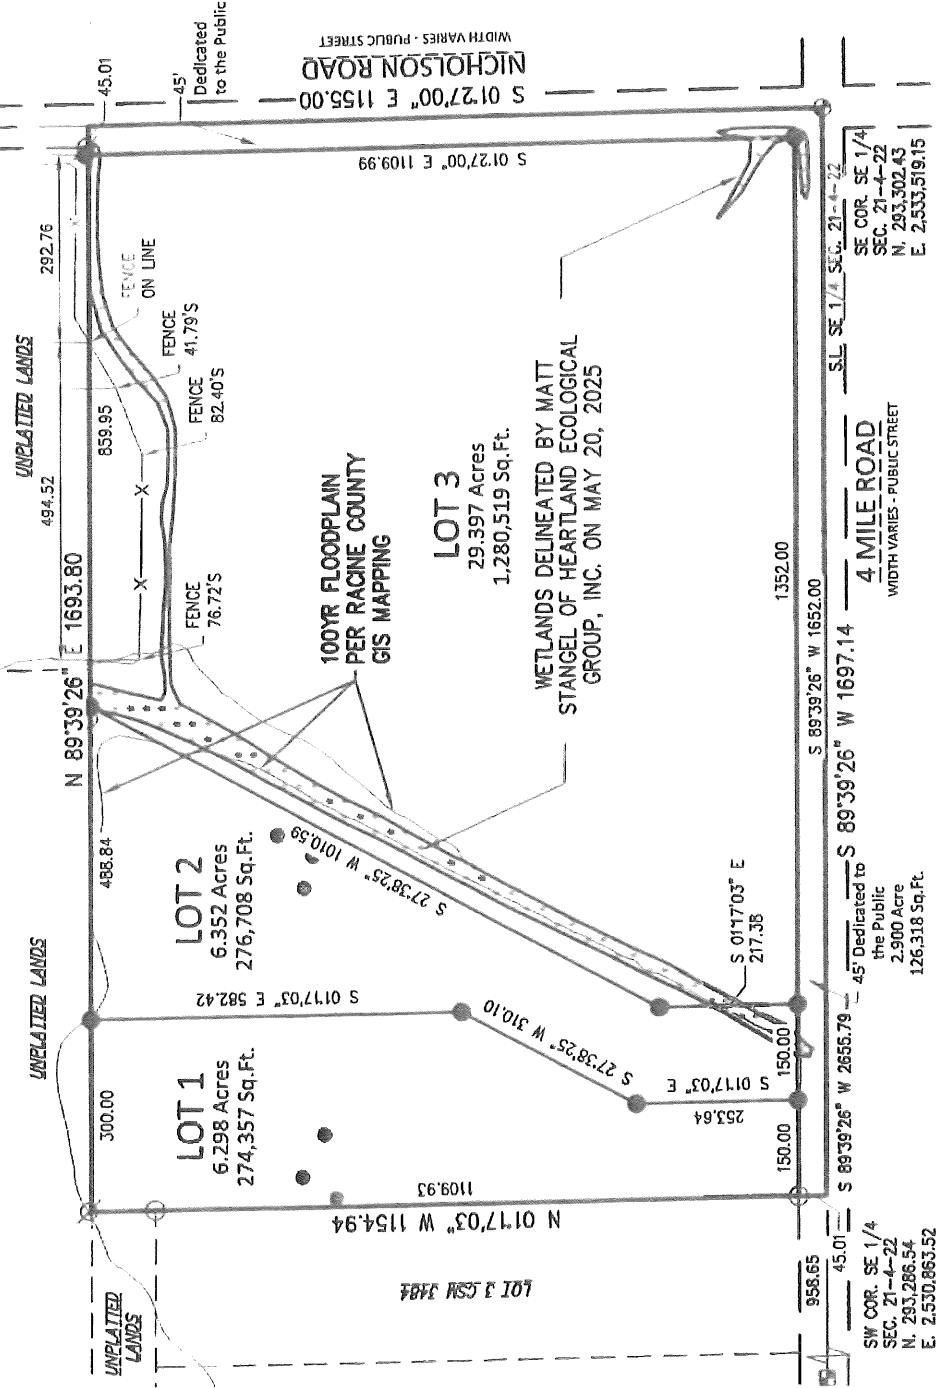 UNPLATTED LANDS
UNPLATTED LANDS
UNPLATTED
LANDS
N 89°39'26" E 1693.80
494.52
292.76
300.00
488.84
859.95
45.01
45'
Dedicated
to the Public
FENCE
ON LINE
FENCE
41.79'S
FENCE
82.40'S
FENCE
76.72'S
X
X
X
NICHOLSON ROAD
WIDTH VARIES - PUBLIC STREET
S 01°27'00" E 1155.00
S 01°27'00" E 1109.99
100YR FLOODPLAIN
PER RACINE COUNTY
GIS MAPPING
LOT 1
6.298 Acres
274,357 Sq.Ft.
LOT 2
6.352 Acres
276,708 Sq.Ft.
LOT 3
29.397 Acres
1,280,519 Sq.Ft.
WETLANDS DELINEATED BY MATT
STANGEL OF HEARTLAND ECOLOGICAL
GROUP, INC. ON MAY 20, 2025
S 01°17'03" E 582.42
S 27°38'25" W 310.10
S 01°17'03" E
253.64
S 27°38'25" W 1010.59
S 01°17'03" E
217.38
1109.93
N 01°17'03" W 1154.94
LOT 3 CSM 3484
150.00
150.00
1352.00
S 89°39'26" W 1652.00
S 89°39'26" W 1697.14
S 89°39'26" W 2655.79
958.65
45.01
45' Dedicated to
the Public
2.900 Acre
126,318 Sq.Ft.
4 MILE ROAD
WIDTH VARIES - PUBLIC STREET
S.L. SE 1/4 SEC. 21-4-22
SE COR. SE 1/4
SEC. 21-4-22
N. 293,302.43
E. 2,533,519.15
SW COR. SE 1/4
SEC. 21-4-22
N. 293,286.54
E. 2,530,863.52